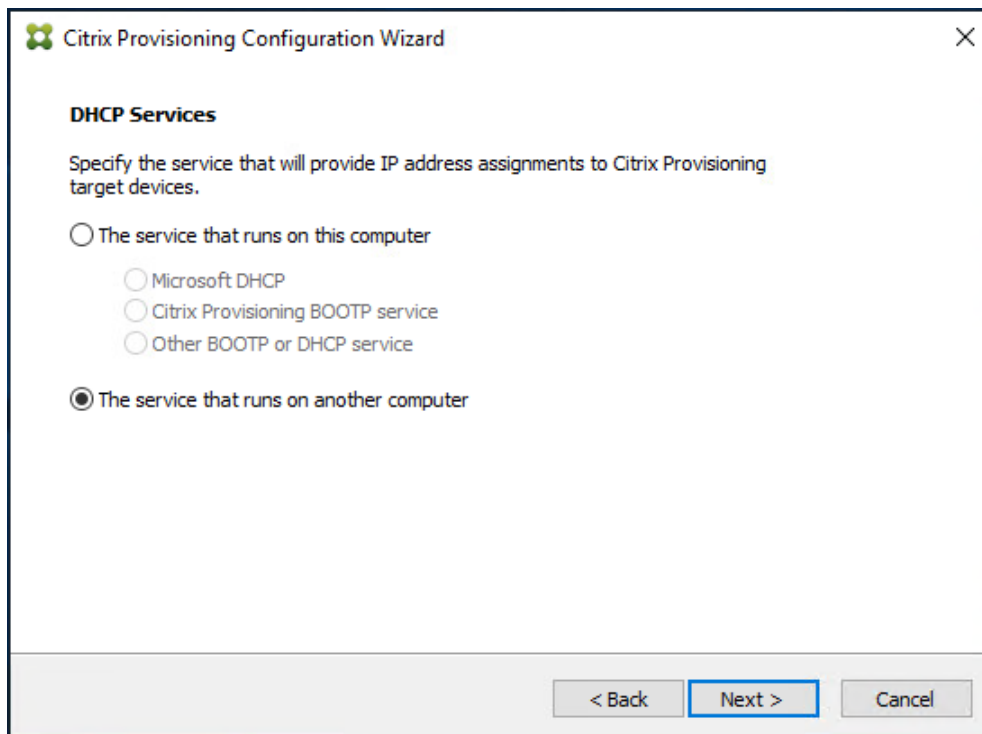 Citrix Provisioning Configuration Wizard
DHCP Services
Specify the service that will provide IP address assignments to Citrix Provisioning
target devices.
The service that runs on this computer
Microsoft DHCP
Citrix Provisioning BOOTP service
Other BOOTP or DHCP service
The service that runs on another computer
< Back Next > Cancel